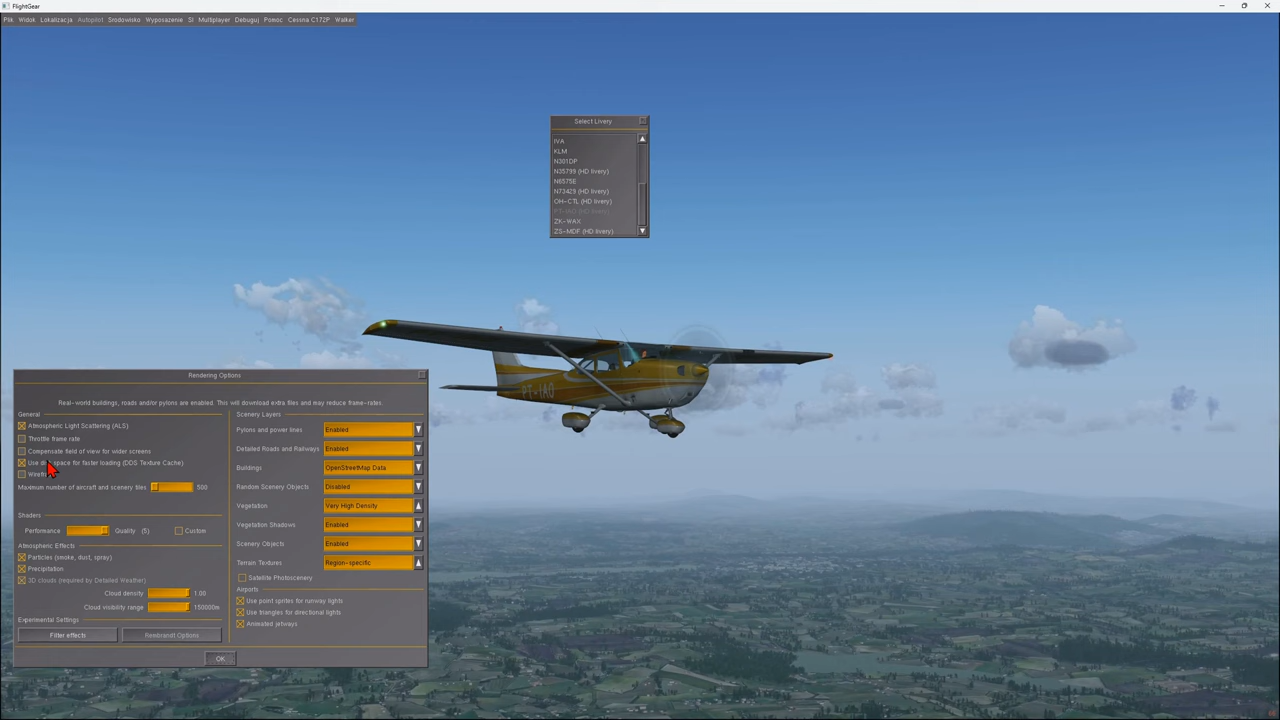 FlightGear
Plik Widok Lokalizacja Autopilot Środowisko Wyposażenie SI Multiplayer Debuguj Pomoc Cessna C172P Walker
Select Livery
IVA
KLM
N301DP
N35799 (HD livery)
N6575E
N73429 (HD livery)
OH-CTL (HD livery)
PT-IAO (HD livery)
ZK-WAX
ZS-MDF (HD livery)
PT-IAO
Rendering Options
Real-world buildings, roads and/or pylons are enabled. This will download extra files and may reduce frame-rates.
General
Atmospheric Light Scattering (ALS)
Throttle frame rate
Compensate field of view for wider screens
Use space for faster loading (DDS Texture Cache)
Maximum number of aircraft and scenery tiles 500
Shaders
Performance Quality (5) Custom
Atmospheric Effects
Particles (smoke, dust, spray)
Precipitation
3D clouds (required by Detailed Weather)
Cloud density 1.00
Cloud visibility range 150000m
Experimental Settings
Filter effects Rembrandt Options
Scenery Layers
Pylons and power lines Enabled
Detailed Roads and Railways Enabled
Buildings OpenStreetMap Data
Random Scenery Objects Disabled
Vegetation Very High Density
Vegetation Shadows Enabled
Scenery Objects Enabled
Terrain Textures Region-specific
Satellite Photoscenery
Airports
Use point sprites for runway lights
Use triangles for directional lights
Animated jetways
OK